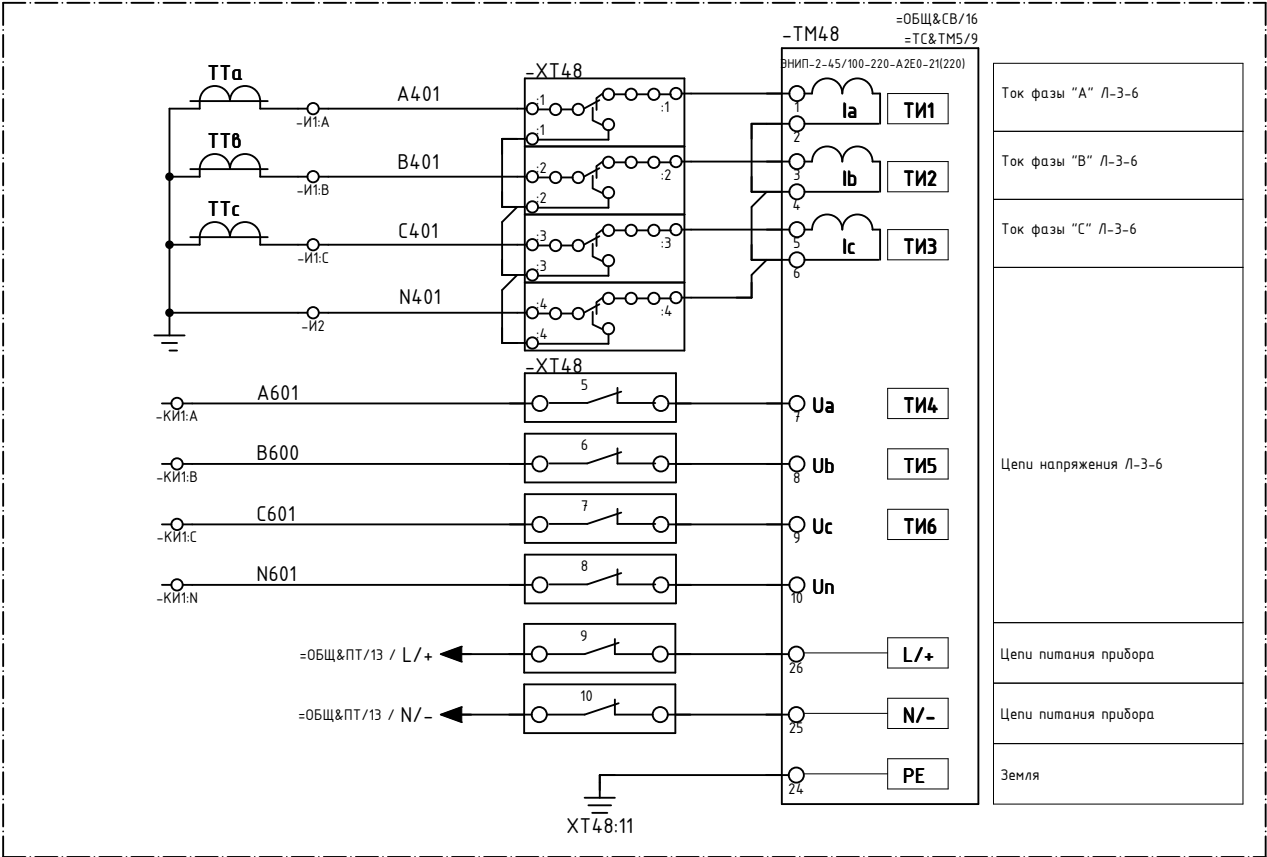 =ОБЩ&СВ/16
-ТМ48
=ТС&ТМ5/9
ЭНИП-2-45/100-220-А2Е0-21(220)
-ХТ48
ТТа
А401
-И1:А
:1
:1
:1
1
2
Ia
ТИ1
Ток фазы "А" Л-3-6
ТТв
В401
-И1:В
:2
:2
:2
3
4
Ib
ТИ2
Ток фазы "В" Л-3-6
ТТс
С401
-И1:С
:3
:3
:3
5
6
Ic
ТИ3
Ток фазы "С" Л-3-6
N401
-И2
:4
:4
:4
-ХТ48
А601
-КИ1:А
5
7
Ua
ТИ4
В600
-КИ1:В
6
8
Ub
ТИ5
Цепи напряжения Л-3-6
С601
-КИ1:С
7
9
Uc
ТИ6
N601
-КИ1:N
8
10
Un
=ОБЩ&ПТ/13 / L/+
9
26
L/+
Цепи питания прибора
=ОБЩ&ПТ/13 / N/-
10
25
N/-
Цепи питания прибора
24
PE
Земля
ХТ48:11